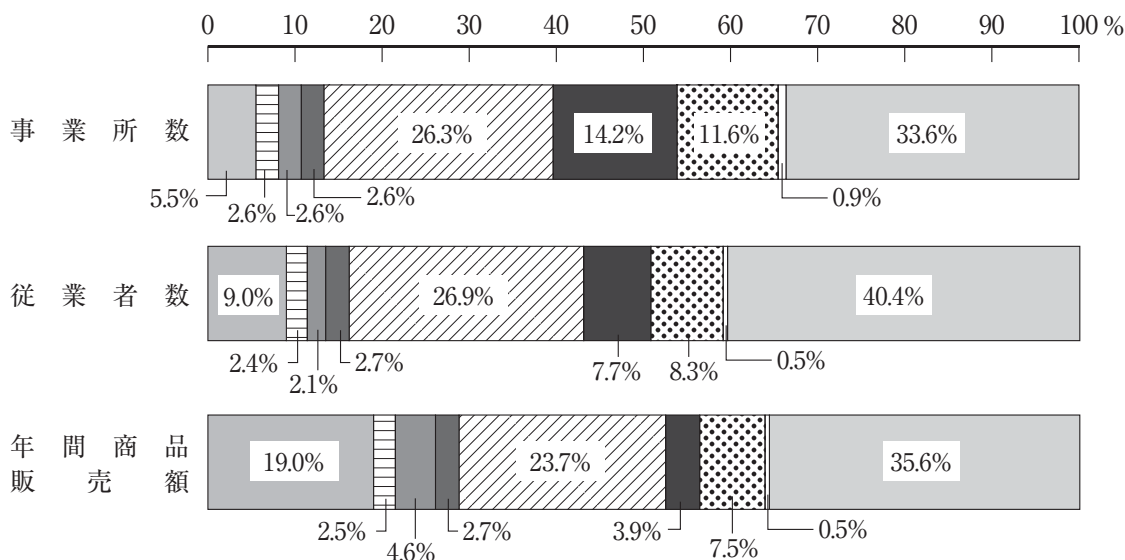 0 10 20 30 40 50 60 70 80 90 100 %
事業所数
26.3% 14.2% 11.6% 33.6%
5.5% 2.6% 2.6% 2.6% 0.9%
従業者数
9.0% 26.9% 40.4%
2.4% 2.1% 2.7% 7.7% 8.3% 0.5%
年間商品
販売額
19.0% 23.7% 35.6%
2.5% 4.6% 2.7% 3.9% 7.5% 0.5%